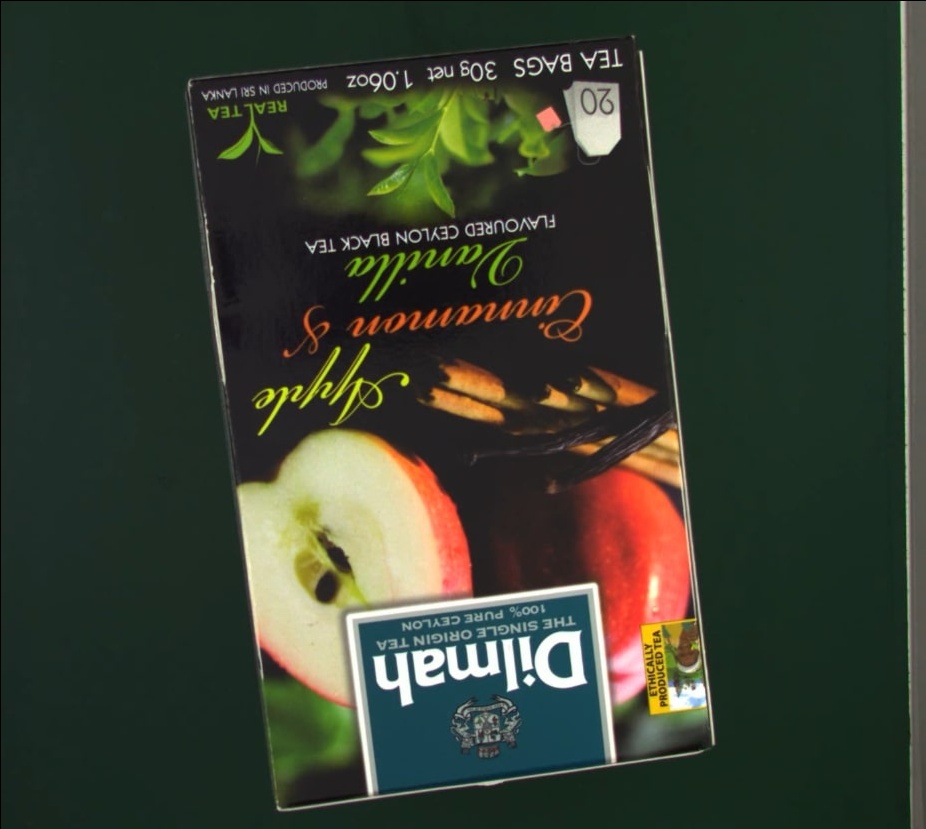 Dilmah
THE SINGLE ORIGIN TEA
100% PURE CEYLON
ETHICALLY
PRODUCED TEA
Apple
Cinnamon &
Vanilla
FLAVOURED CEYLON BLACK TEA
20
REAL TEA
TEA BAGS 30g net 1.06oz PRODUCED IN SRI LANKA